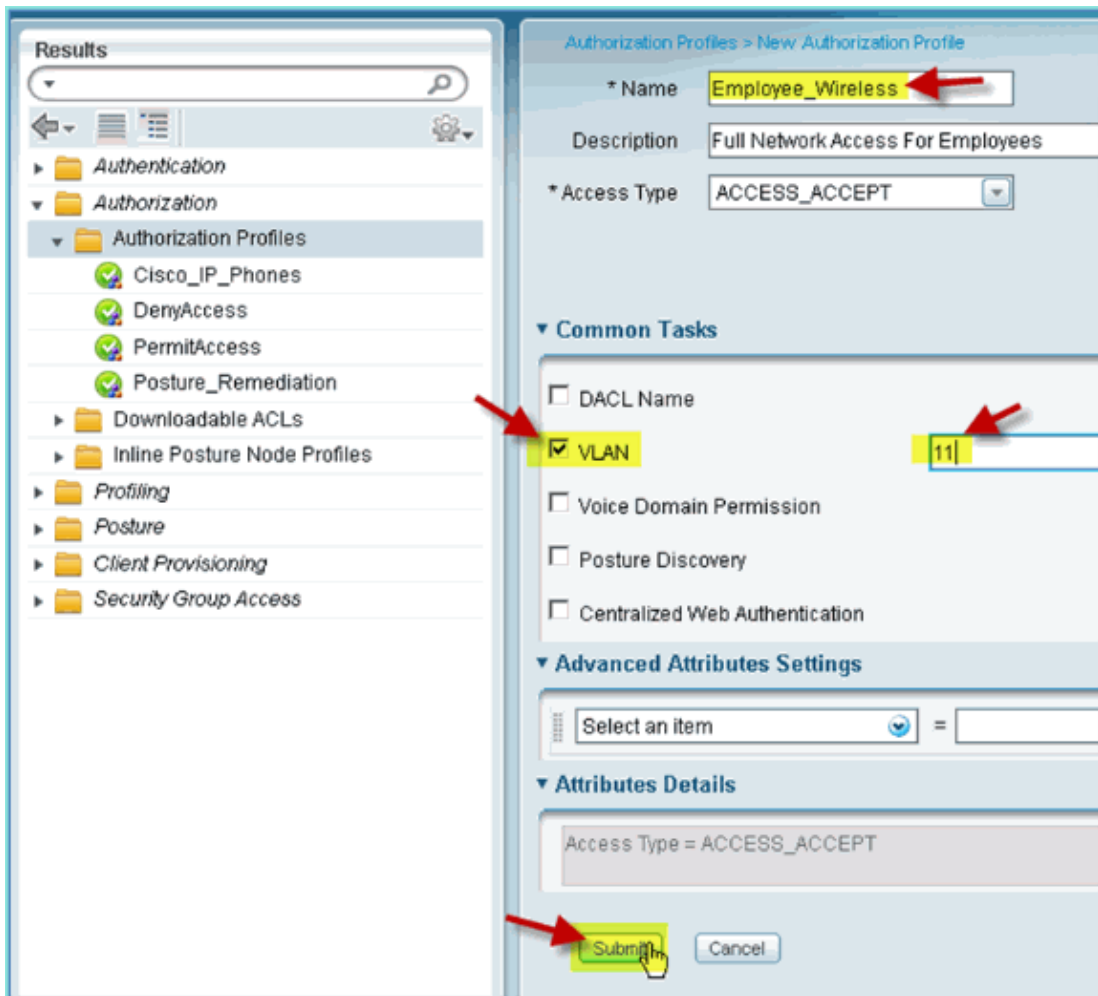 Results
Authentication
Authorization
Authorization Profiles
Cisco_IP_Phones
DenyAccess
PermitAccess
Posture_Remediation
Downloadable ACLs
Inline Posture Node Profiles
Profiling
Posture
Client Provisioning
Security Group Access
Authorization Profiles > New Authorization Profile
* Name Employee_Wireless
Description Full Network Access For Employees
* Access Type ACCESS_ACCEPT
Common Tasks
DACL Name
VLAN 11
Voice Domain Permission
Posture Discovery
Centralized Web Authentication
Advanced Attributes Settings
Select an item =
Attributes Details
Access Type = ACCESS_ACCEPT
Submit Cancel